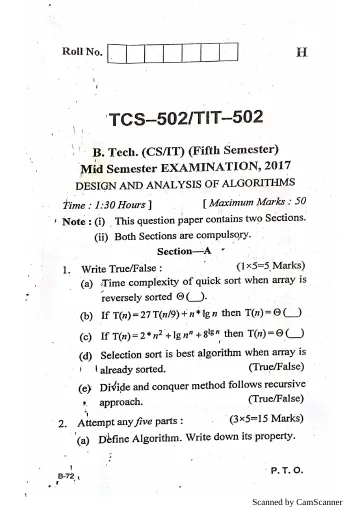 Roll No.
H
TCS–502/TIT–502
B. Tech. (CS/IT) (Fifth Semester)
Mid Semester EXAMINATION, 2017
DESIGN AND ANALYSIS OF ALGORITHMS
Time : 1:30 Hours ] [ Maximum Marks : 50
Note : (i) This question paper contains two Sections.
(ii) Both Sections are compulsory.
Section—A
1. Write True/False : (1×5=5 Marks)
(a) Time complexity of quick sort when array is
reversely sorted Θ(__).
(b) If T(n) = 27 T(n/9) + n * lg n then T(n) = Θ(__)
(c) If T(n) = 2 * n² + lg nⁿ + 8^lg n then T(n) = Θ(__)
(d) Selection sort is best algorithm when array is
already sorted. (True/False)
(e) Divide and conquer method follows recursive
approach. (True/False)
2. Attempt any five parts : (3×5=15 Marks)
(a) Define Algorithm. Write down its property.
B-72
P. T. O.
Scanned by CamScanner